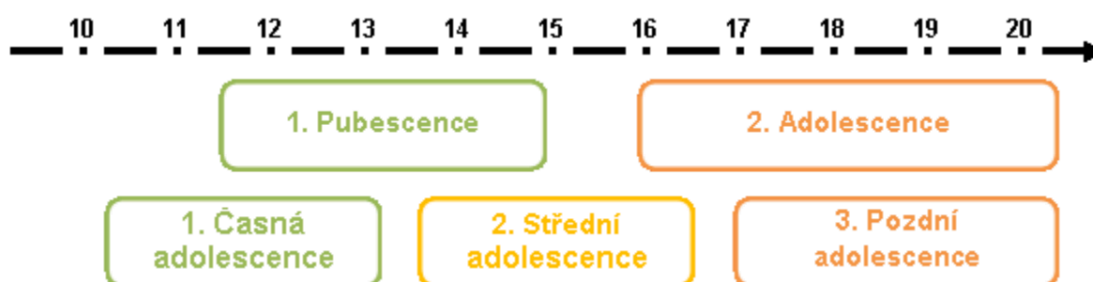 10 11 12 13 14 15 16 17 18 19 20
1. Pubescence
2. Adolescence
1. Časná
adolescence
2. Střední
adolescence
3. Pozdní
adolescence